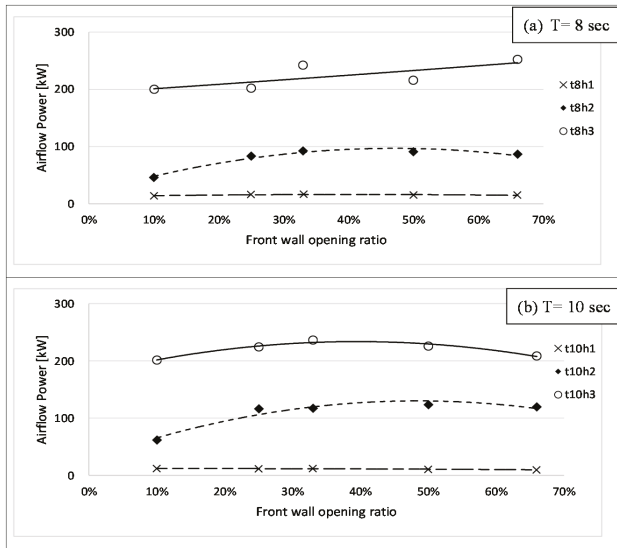 (a) T= 8 sec
300
200
100
0
Airflow Power [kW]
0% 10% 20% 30% 40% 50% 60% 70%
Front wall opening ratio
t8h1
t8h2
t8h3
(b) T= 10 sec
300
200
100
0
Airflow Power [kW]
0% 10% 20% 30% 40% 50% 60% 70%
Front wall opening ratio
t10h1
t10h2
t10h3